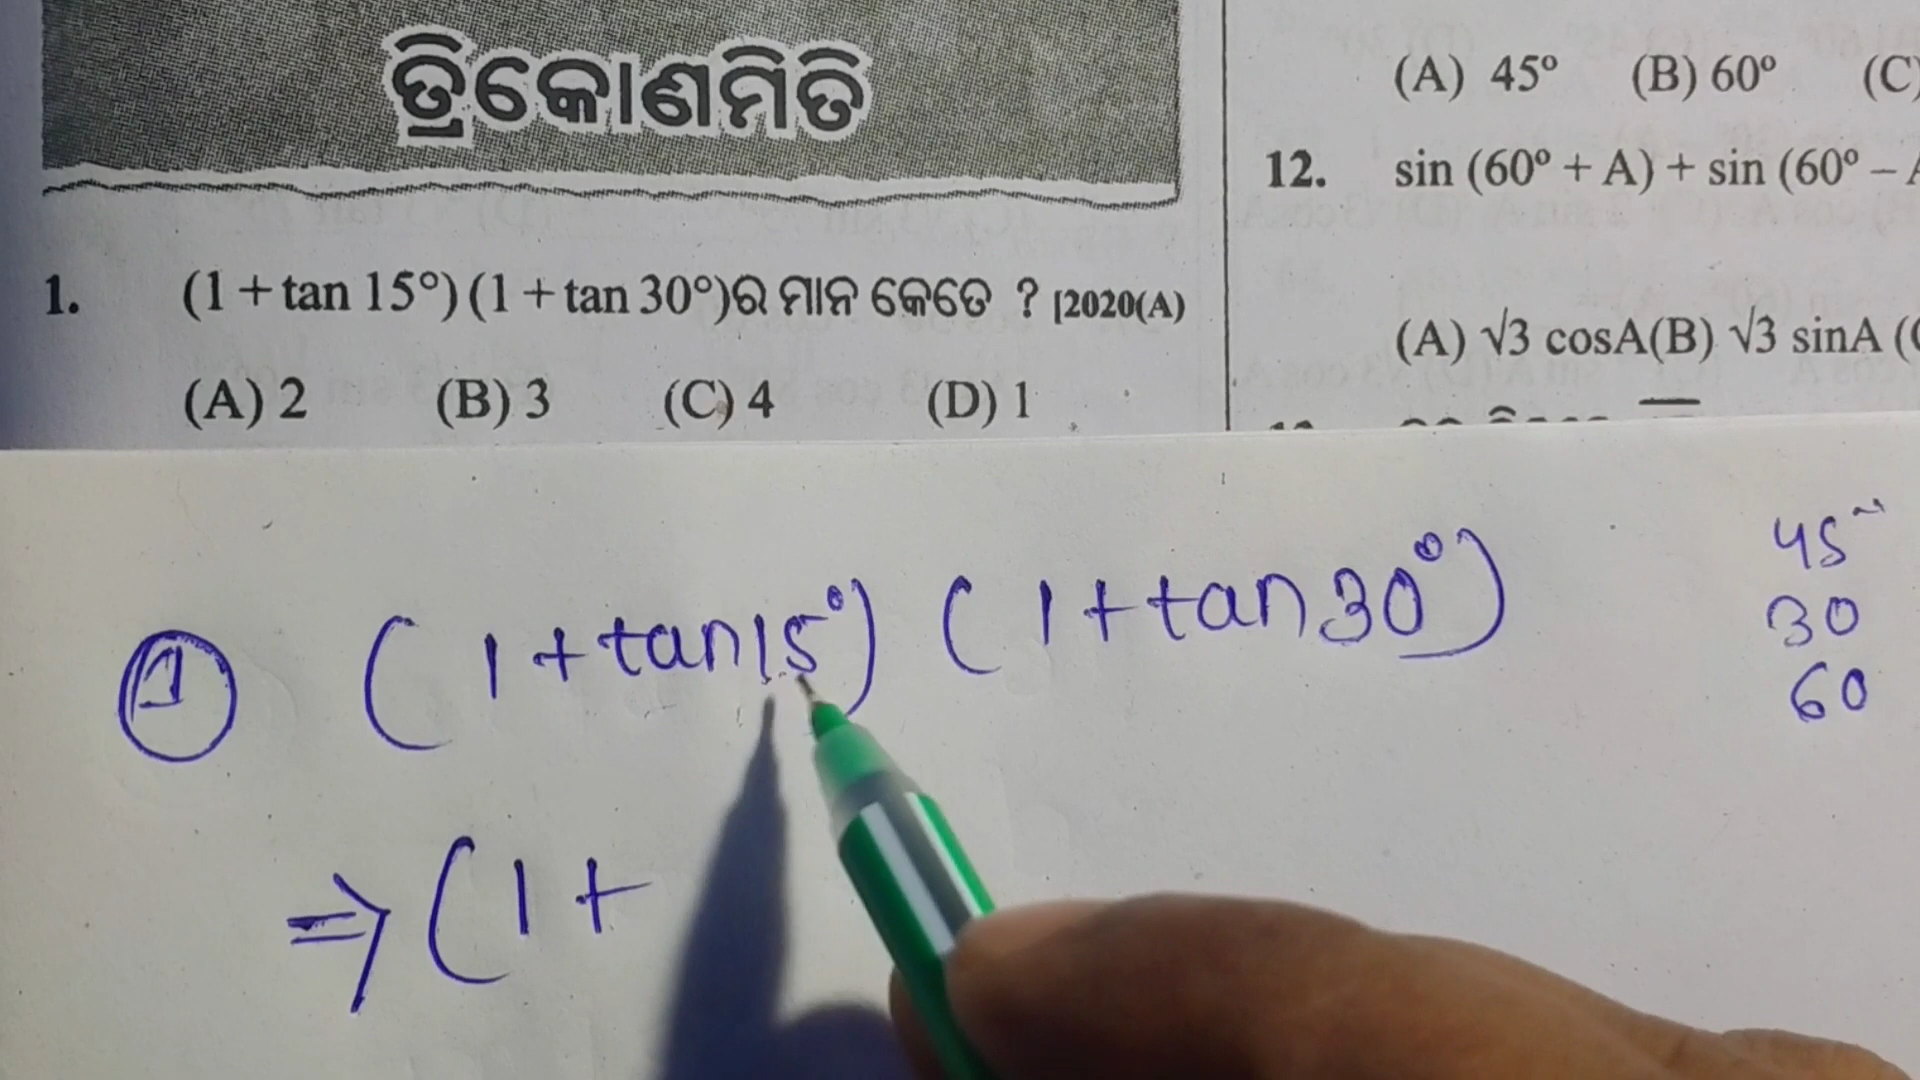 ତ୍ରିକୋଣମିତି
1. (1 + tan 15°) (1 + tan 30°)ର ମାନ କେତେ ? [2020(A)
(A) 2 (B) 3 (C) 4 (D) 1
(A) 45° (B) 60° (C)
12. sin (60° + A) + sin (60° – A
(A) √3 cosA(B) √3 sinA (C
① (1 + tan15°) (1 + tan30°)
45
30
60
⇒ (1 +